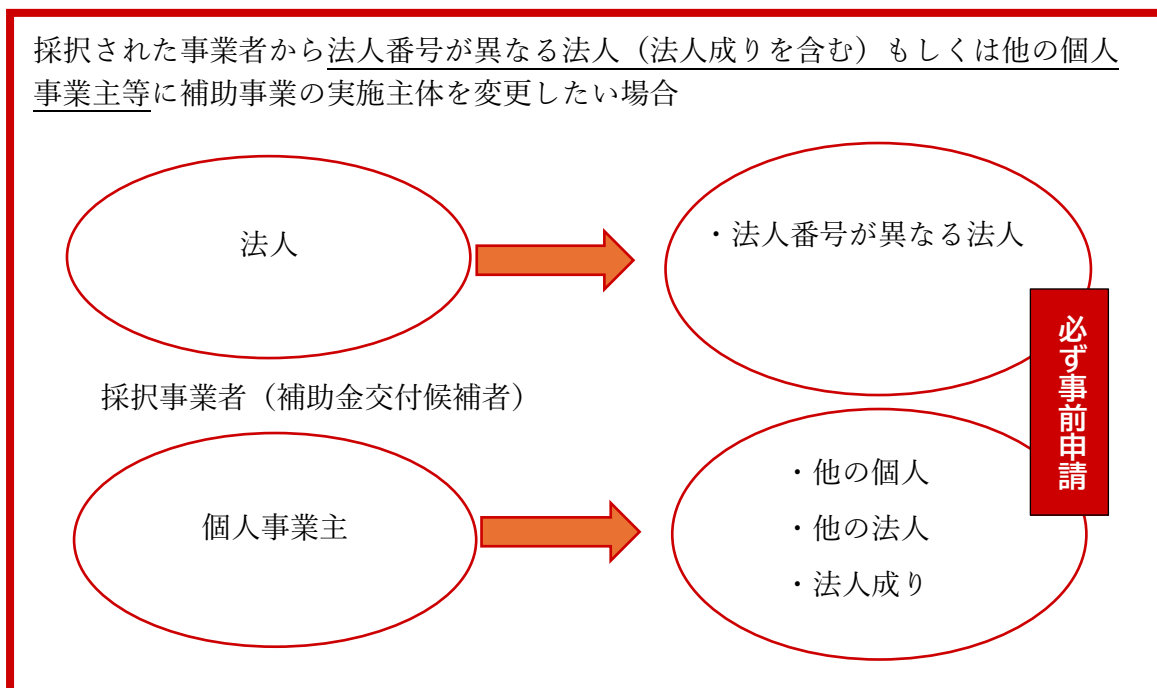 採択された事業者から法人番号が異なる法人（法人成りを含む）もしくは他の個人
事業主等に補助事業の実施主体を変更したい場合
法人
・法人番号が異なる法人
採択事業者（補助金交付候補者）
個人事業主
・他の個人
・他の法人
・法人成り
必ず事前申請